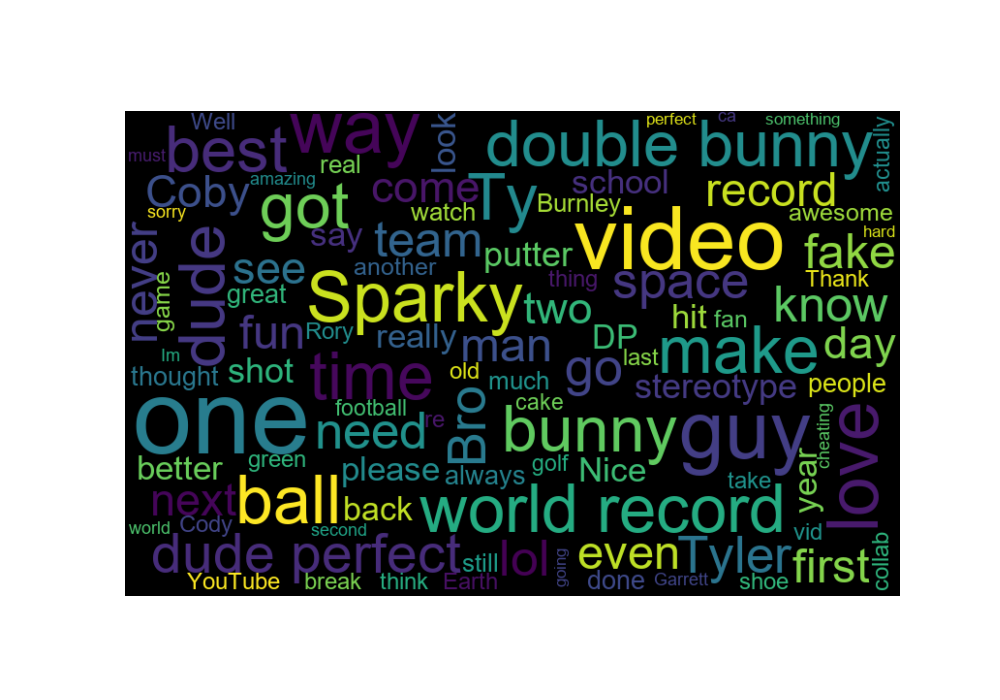 Well
perfect
ca
something
must
best
way
look
double bunny
actually
real
Coby
amazing
come
Ty
school
record
sorry
got
watch
Burnley
awesome
never
dude
say
team
video
hard
see
putter
fake
another
thing
space
Thank
game
great
Sparky
two
know
fun
Rory
really
man
DP
hit
fan
make
day
Im
thought
shot
time
old
much
go
last
stereotype
people
one
football
re
cake
need
Bro
bunny
guy
cheating
love
better
green
please
always
golf
Nice
take
year
next
ball
back
world record
world
Cody
second
vid
dude perfect
lol
still
even
Tyler
first
collab
YouTube
break
think
Earth
going
done
Garrett
shoe